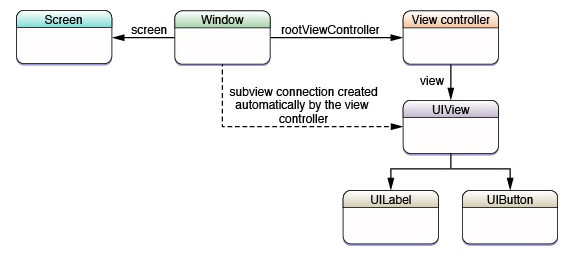 Screen
screen
Window
rootViewController
View controller
view
subview connection created
automatically by the view
controller
UIView
UILabel
UIButton